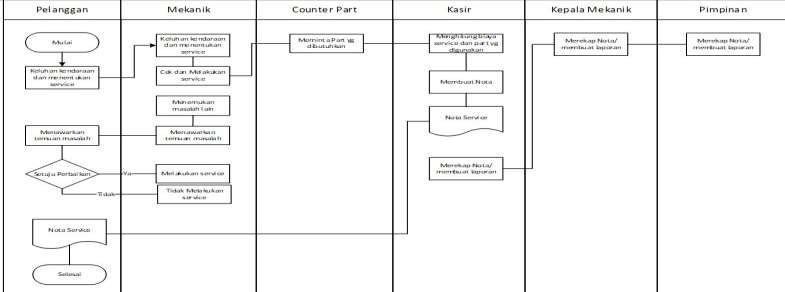 Pelanggan
Mekanik
Counter Part
Kasir
Kepala Mekanik
Pimpinan
Mulai
Keluhan kendaraan
dan menentukan
service
Keluhan kendaraan
dan menentukan
service
Cek dan Melakukan
service
Meminta Part yg
dibutuhkan
Menghitung biaya
service dan part yg
digunakan
Merekap Nota/
membuat laporan
Merekap Nota/
membuat laporan
Membuat Nota
Menemukan
masalah lain
Nota Service
Menawarkan
temuan masalah
Menawarkan
temuan masalah
Setuju Perbaikan
Ya
Melakukan service
Merekap Nota/
membuat laporan
Tidak
Tidak Melakukan
service
Nota Service
Selesai